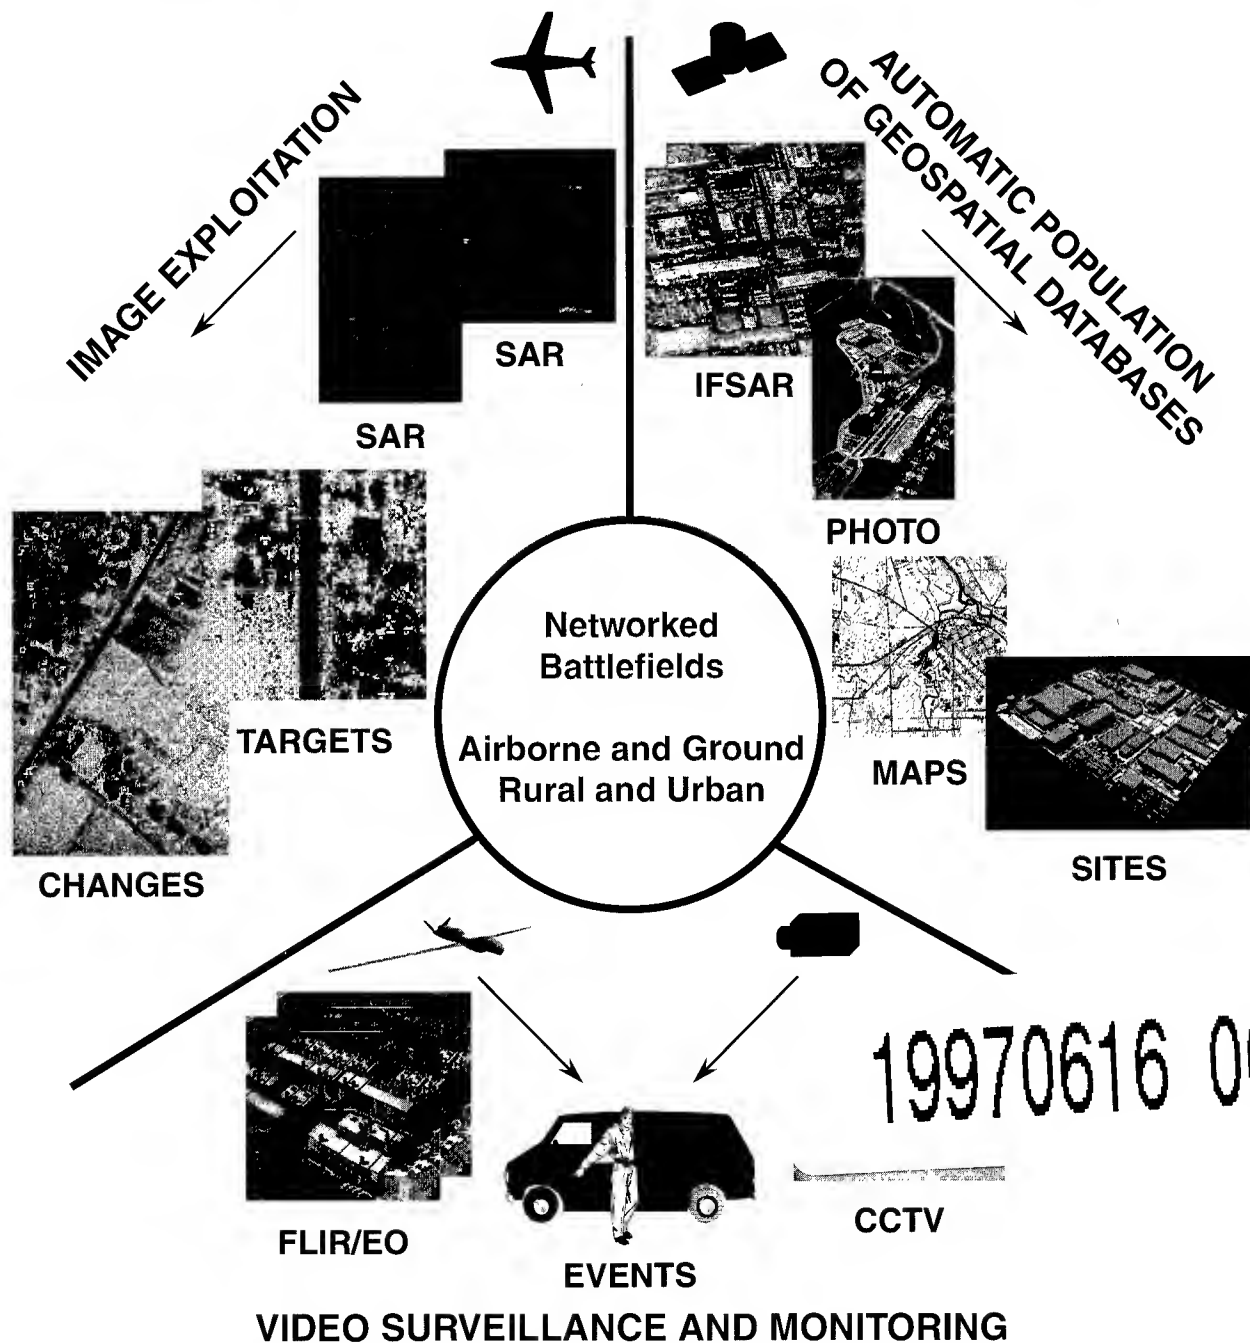 IMAGE EXPLOITATION
AUTOMATIC POPULATION
OF GEOSPATIAL DATABASES
SAR
SAR
IFSAR
PHOTO
TARGETS
CHANGES
Networked
Battlefields
Airborne and Ground
Rural and Urban
MAPS
SITES
19970616
FLIR/EO
EVENTS
CCTV
VIDEO SURVEILLANCE AND MONITORING